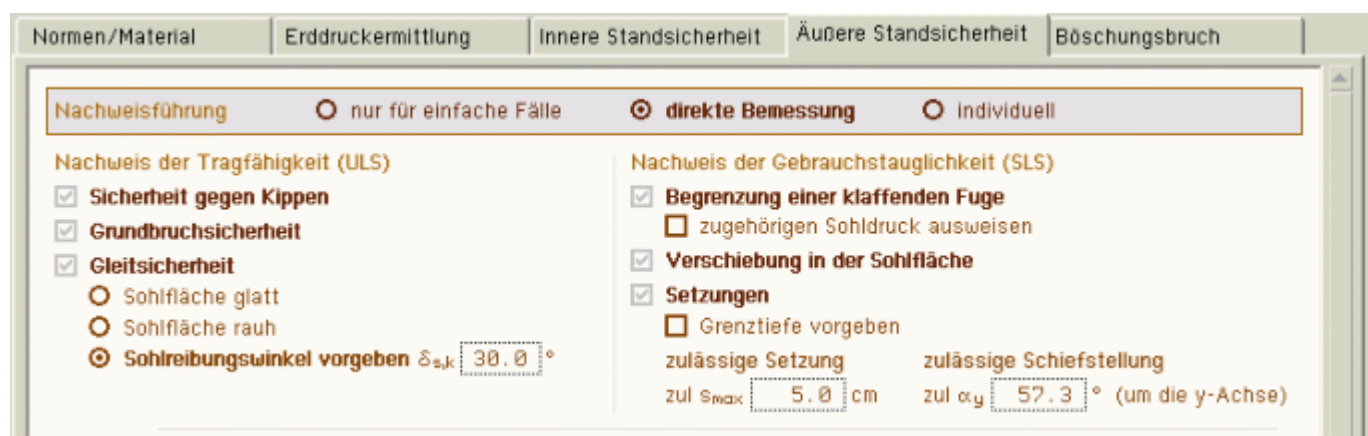 Normen/Material Erddruckermittlung Innere Standsicherheit Äußere Standsicherheit Böschungsbruch
Nachweisführung nur für einfache Fälle direkte Bemessung individuell
Nachweis der Tragfähigkeit (ULS)
Sicherheit gegen Kippen
Grundbruchsicherheit
Gleitsicherheit
Sohlfläche glatt
Sohlfläche rauh
Sohlreibungswinkel vorgeben δs,k 30.0 °
Nachweis der Gebrauchstauglichkeit (SLS)
Begrenzung einer klaffenden Fuge
zugehörigen Sohldruck ausweisen
Verschiebung in der Sohlfläche
Setzungen
Grenztiefe vorgeben
zulässige Setzung zulässige Schiefstellung
zul smax 5.0 cm zul αy 57.3 ° (um die y-Achse)